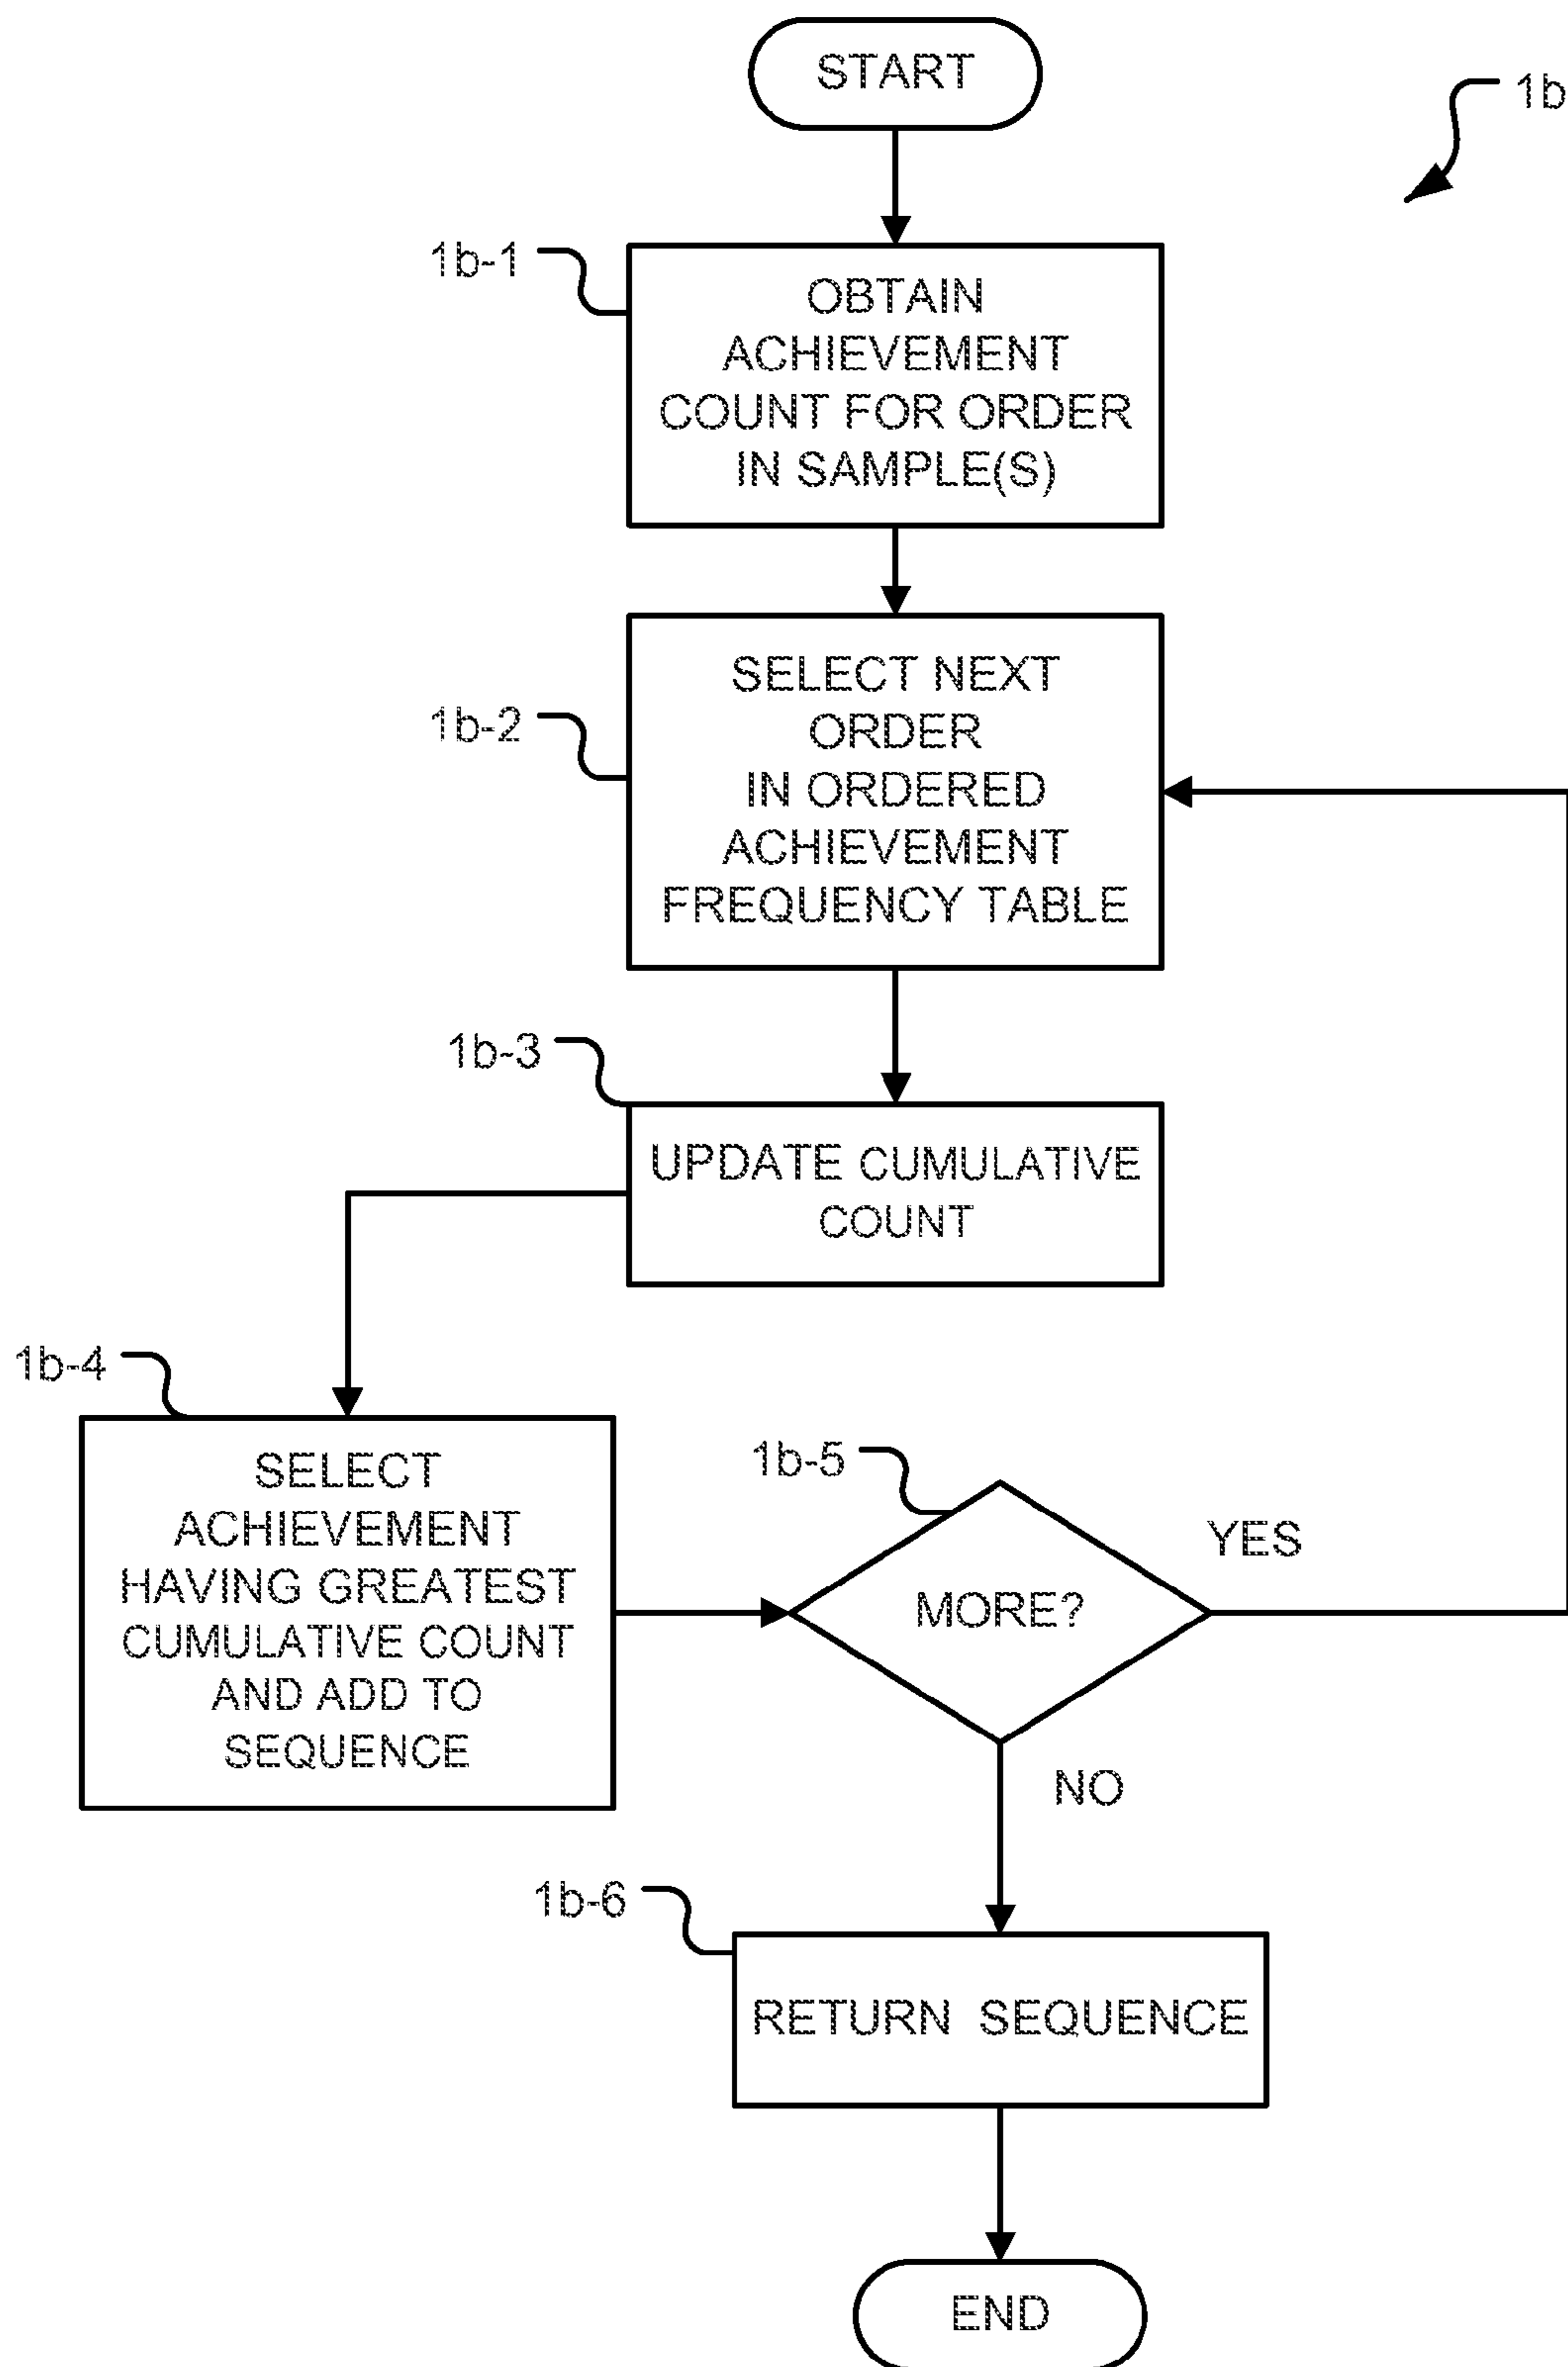 START
1b
1b-1
OBTAIN
ACHIEVEMENT
COUNT FOR ORDER
IN SAMPLE(S)
1b-2
SELECT NEXT
ORDER
IN ORDERED
ACHIEVEMENT
FREQUENCY TABLE
1b-3
UPDATE CUMULATIVE
COUNT
1b-4
SELECT
ACHIEVEMENT
HAVING GREATEST
CUMULATIVE COUNT
AND ADD TO
SEQUENCE
1b-5
MORE?
YES
NO
1b-6
RETURN SEQUENCE
END